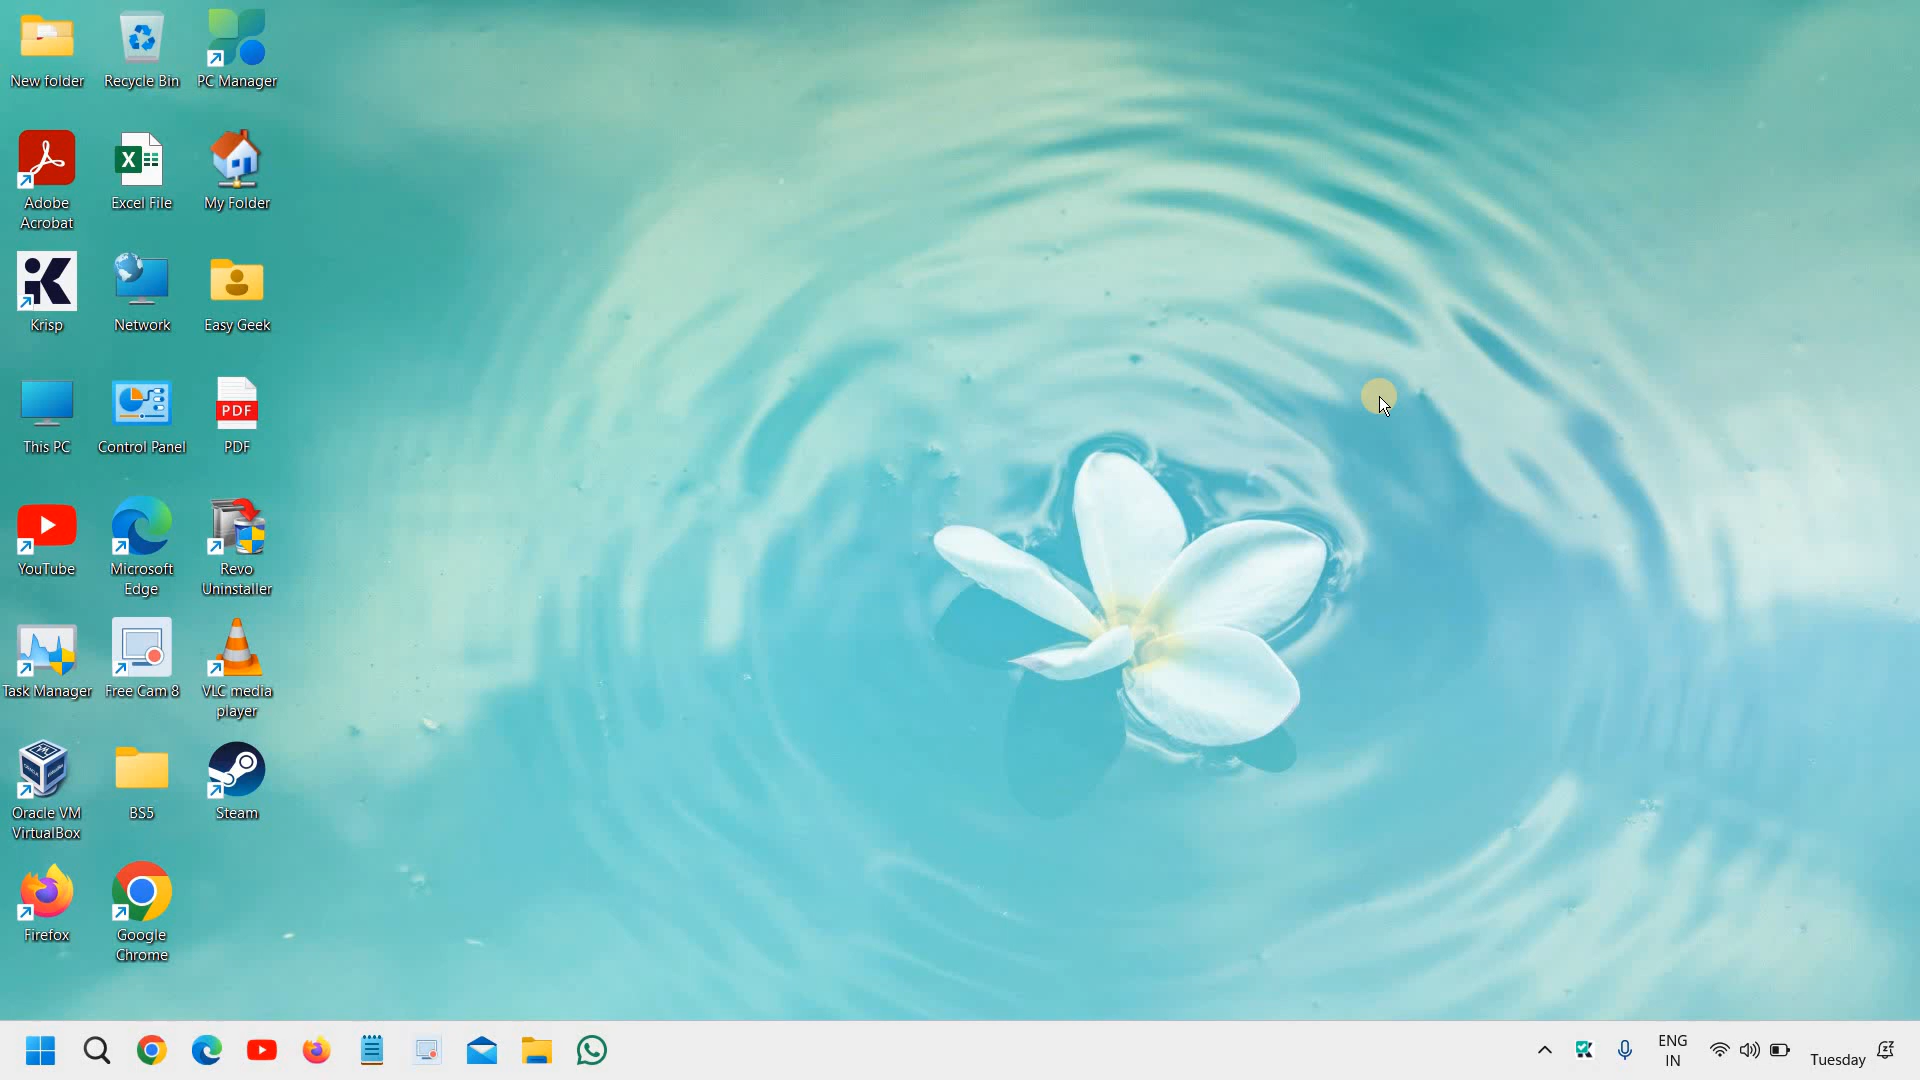 New folder
Recycle Bin
PC Manager
Adobe
Acrobat
Excel File
My Folder
Krisp
Network
Easy Geek
This PC
Control Panel
PDF
PDF
YouTube
Microsoft
Edge
Revo
Uninstaller
Task Manager
Free Cam 8
VLC media
player
Oracle VM
VirtualBox
BS5
Steam
Firefox
Google
Chrome
ENG
IN
Tuesday